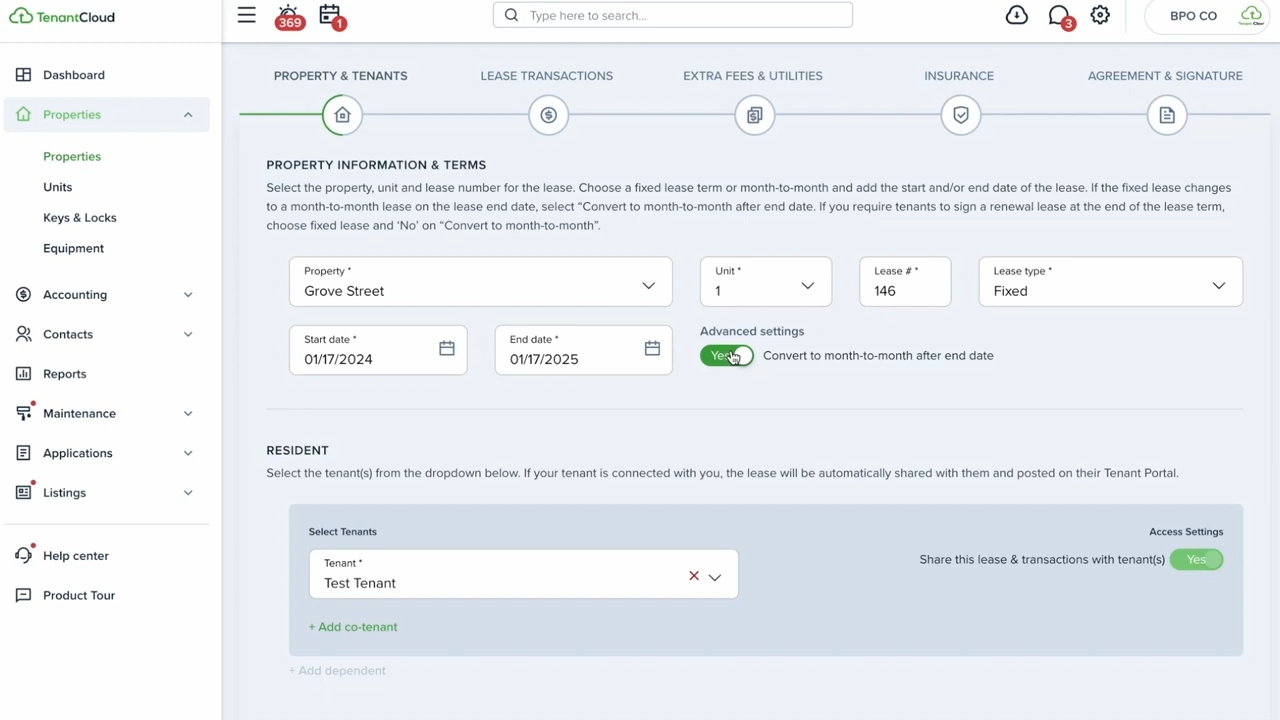 TenantCloud
369
1
Type here to search...
3
BPO CO
Dashboard
Properties
Properties
Units
Keys & Locks
Equipment
Accounting
Contacts
Reports
Maintenance
Applications
Listings
Help center
Product Tour
PROPERTY & TENANTS
LEASE TRANSACTIONS
EXTRA FEES & UTILITIES
INSURANCE
AGREEMENT & SIGNATURE
PROPERTY INFORMATION & TERMS
Select the property, unit and lease number for the lease. Choose a fixed lease term or month-to-month and add the start and/or end date of the lease. If the fixed lease changes
to a month-to-month lease on the lease end date, select “Convert to month-to-month after end date. If you require tenants to sign a renewal lease at the end of the lease term,
choose fixed lease and ‘No’ on “Convert to month-to-month”.
Property *
Grove Street
Unit *
1
Lease # *
146
Lease type *
Fixed
Start date *
01/17/2024
End date *
01/17/2025
Advanced settings
Yes
Convert to month-to-month after end date
RESIDENT
Select the tenant(s) from the dropdown below. If your tenant is connected with you, the lease will be automatically shared with them and posted on their Tenant Portal.
Select Tenants
Access Settings
Tenant *
Test Tenant
Share this lease & transactions with tenant(s)
Yes
+ Add co-tenant
+ Add dependent